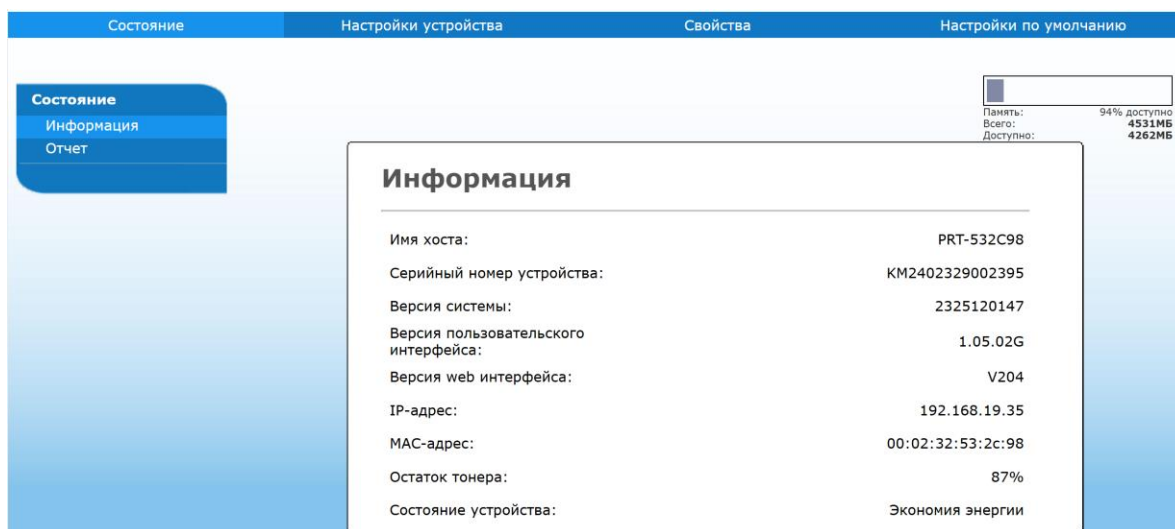 Состояние Настройки устройства Свойства Настройки по умолчанию
Состояние
Информация
Отчет
Память: 94% доступно
Всего: 4531МБ
Доступно: 4262МБ
Информация
Имя хоста: PRT-532C98
Серийный номер устройства: KM2402329002395
Версия системы: 2325120147
Версия пользовательского
интерфейса: 1.05.02G
Версия web интерфейса: V204
IP-адрес: 192.168.19.35
MAC-адрес: 00:02:32:53:2c:98
Остаток тонера: 87%
Состояние устройства: Экономия энергии